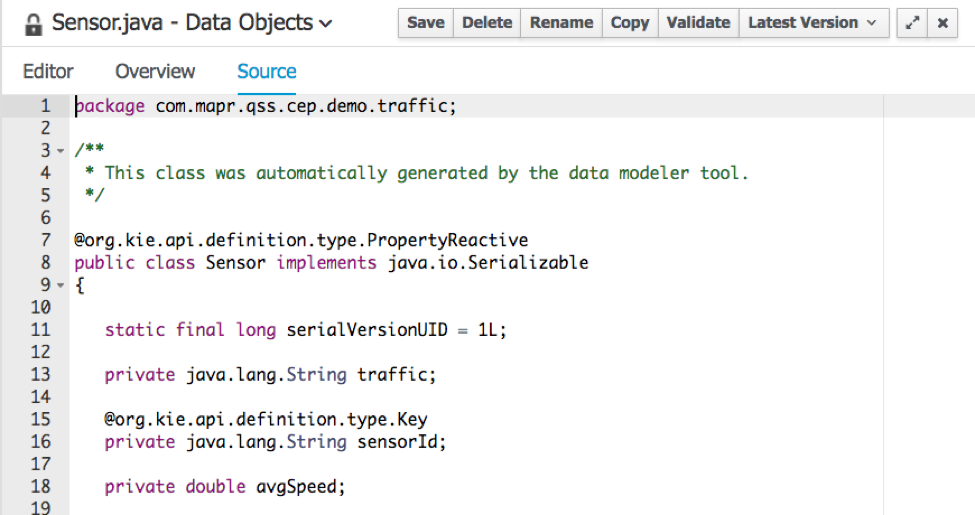 Sensor.java - Data Objects
Save Delete Rename Copy Validate Latest Version
Editor Overview Source
1 package com.mapr.qss.cep.demo.traffic;
2
3 /**
4 * This class was automatically generated by the data modeler tool.
5 */
6
7 @org.kie.api.definition.type.PropertyReactive
8 public class Sensor implements java.io.Serializable
9 {
10
11 static final long serialVersionUID = 1L;
12
13 private java.lang.String traffic;
14
15 @org.kie.api.definition.type.Key
16 private java.lang.String sensorId;
17
18 private double avgSpeed;
19